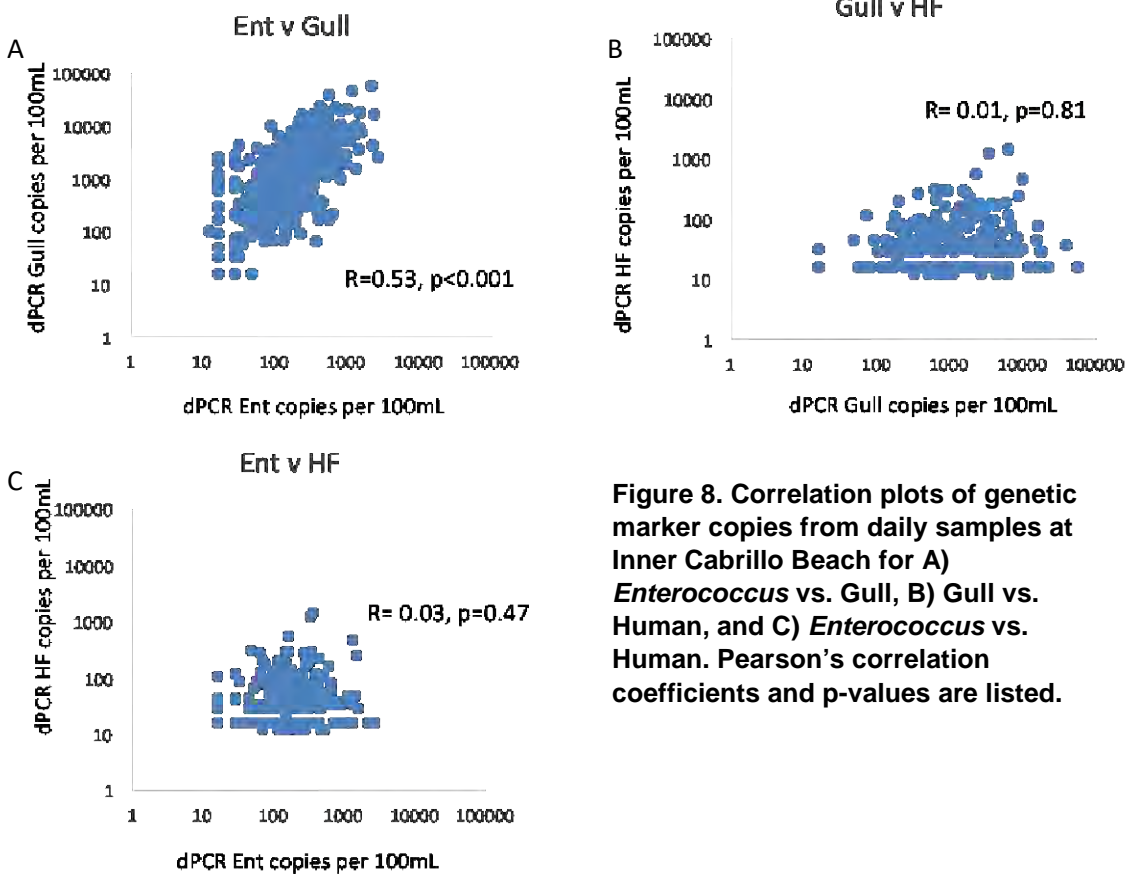 Ent v Gull
A
dPCR Gull copies per 100mL
100000
10000
1000
100
10
1
R=0.53, p<0.001
1 10 100 1000 10000 100000
dPCR Ent copies per 100mL
Gull v HF
B
dPCR HF copies per 100mL
100000
10000
1000
100
10
1
R= 0.01, p=0.81
1 10 100 1000 10000 100000
dPCR Gull copies per 100mL
Ent v HF
C
dPCR HF copies per 100mL
100000
10000
1000
100
10
1
R= 0.03, p=0.47
1 10 100 1000 10000 100000
dPCR Ent copies per 100mL
Figure 8. Correlation plots of genetic
marker copies from daily samples at
Inner Cabrillo Beach for A)
Enterococcus vs. Gull, B) Gull vs.
Human, and C) Enterococcus vs.
Human. Pearson’s correlation
coefficients and p-values are listed.